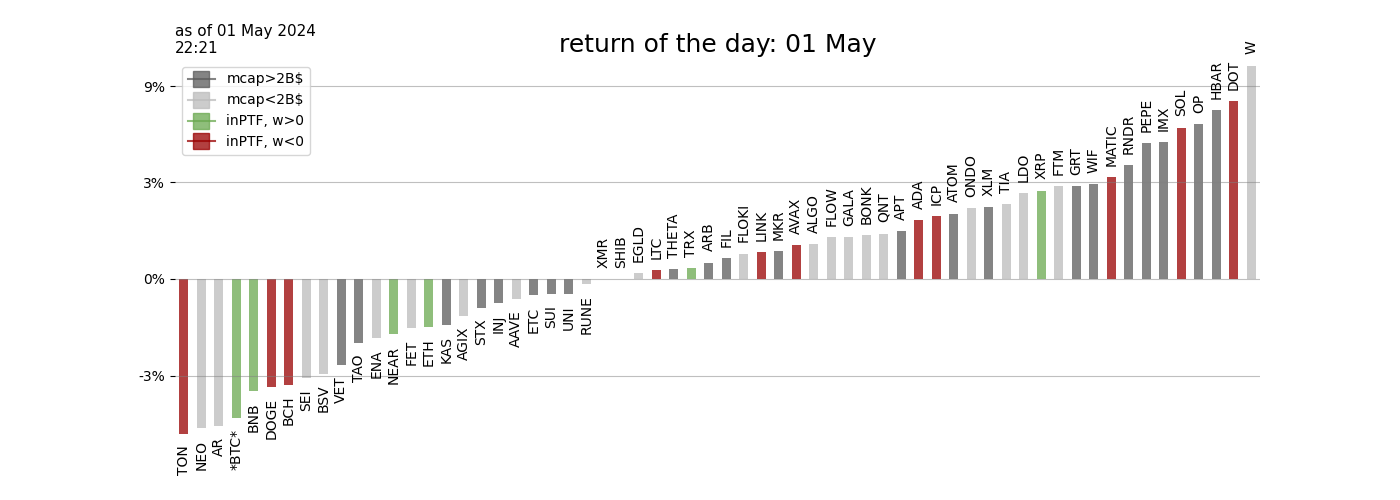 as of 01 May 2024
22:21
return of the day: 01 May
mcap>2B$
mcap<2B$
inPTF, w>0
inPTF, w<0
9%
3%
0%
-3%
TON
NEO
AR
*BTC*
BNB
DOGE
BCH
SEI
BSV
VET
TAO
ENA
NEAR
FET
ETH
KAS
AGIX
STX
INJ
AAVE
ETC
SUI
UNI
RUNE
XMR
SHIB
EGLD
LTC
THETA
TRX
ARB
FIL
FLOKI
LINK
MKR
AVAX
ALGO
FLOW
GALA
BONK
QNT
APT
ADA
ICP
ATOM
ONDO
XLM
TIA
LDO
XRP
FTM
GRT
WIF
MATIC
RNDR
PEPE
IMX
SOL
OP
HBAR
DOT
W